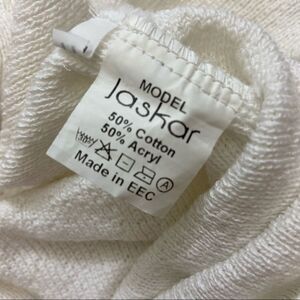 MODEL
Jaskar
50% Cotton
50% Acryl
A
Made in EEC